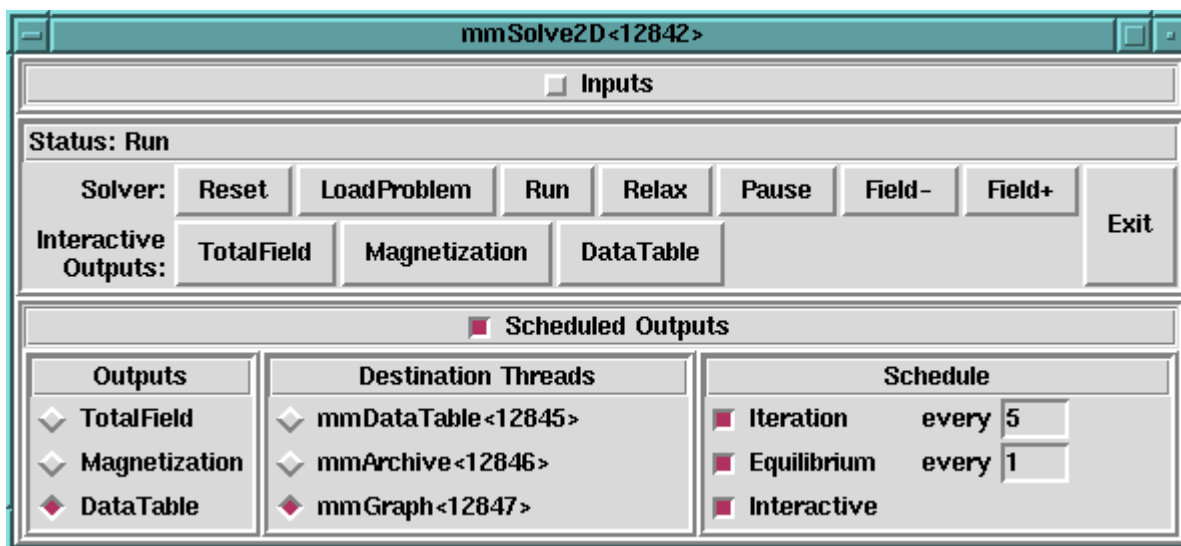 mmSolve2D<12842>
Inputs
Status: Run
Solver: Reset LoadProblem Run Relax Pause Field- Field+
Exit
Interactive
Outputs: TotalField Magnetization DataTable
Scheduled Outputs
Outputs Destination Threads Schedule
TotalField mmDataTable<12845> Iteration every 5
Magnetization mmArchive<12846> Equilibrium every 1
DataTable mmGraph<12847> Interactive